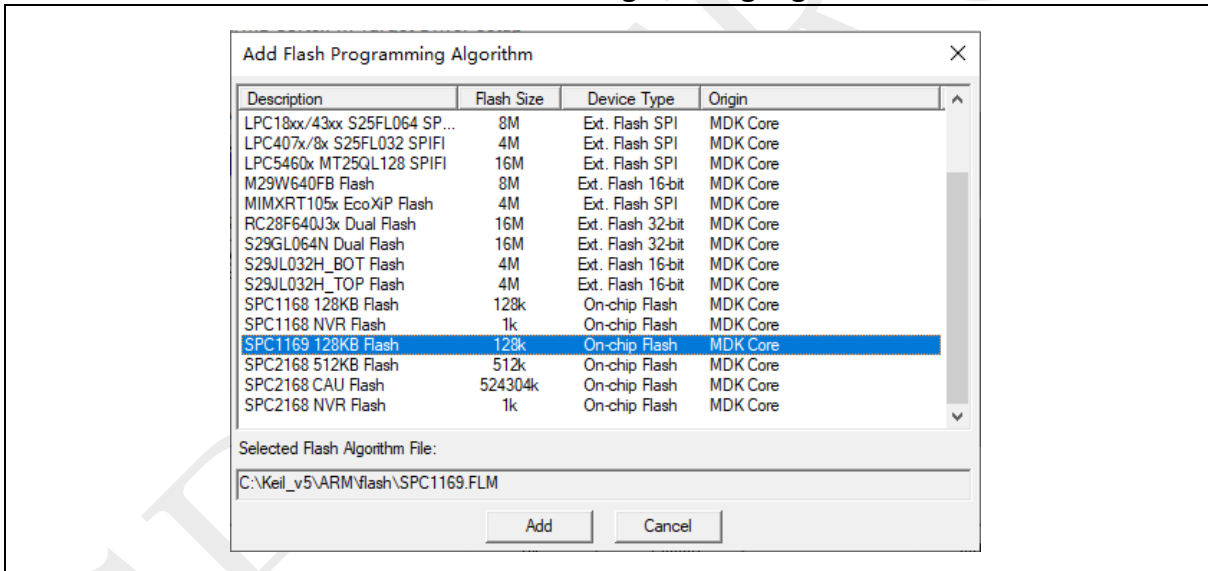 Add Flash Programming Algorithm
Description Flash Size Device Type Origin
LPC18xx/43xx S25FL064 SP... 8M Ext. Flash SPI MDK Core
LPC407x/8x S25FL032 SPIFI 4M Ext. Flash SPI MDK Core
LPC5460x MT25QL128 SPIFI 16M Ext. Flash SPI MDK Core
M29W640FB Flash 8M Ext. Flash 16-bit MDK Core
MIMXRT105x EcoXiP Flash 4M Ext. Flash SPI MDK Core
RC28F640J3x Dual Flash 16M Ext. Flash 32-bit MDK Core
S29GL064N Dual Flash 16M Ext. Flash 32-bit MDK Core
S29JL032H_BOT Flash 4M Ext. Flash 16-bit MDK Core
S29JL032H_TOP Flash 4M Ext. Flash 16-bit MDK Core
SPC1168 128KB Flash 128k On-chip Flash MDK Core
SPC1168 NVR Flash 1k On-chip Flash MDK Core
SPC1169 128KB Flash 128k On-chip Flash MDK Core
SPC2168 512KB Flash 512k On-chip Flash MDK Core
SPC2168 CAU Flash 524304k On-chip Flash MDK Core
SPC2168 NVR Flash 1k On-chip Flash MDK Core
Selected Flash Algorithm File:
C:\Keil_v5\ARM\flash\SPC1169.FLM
Add Cancel